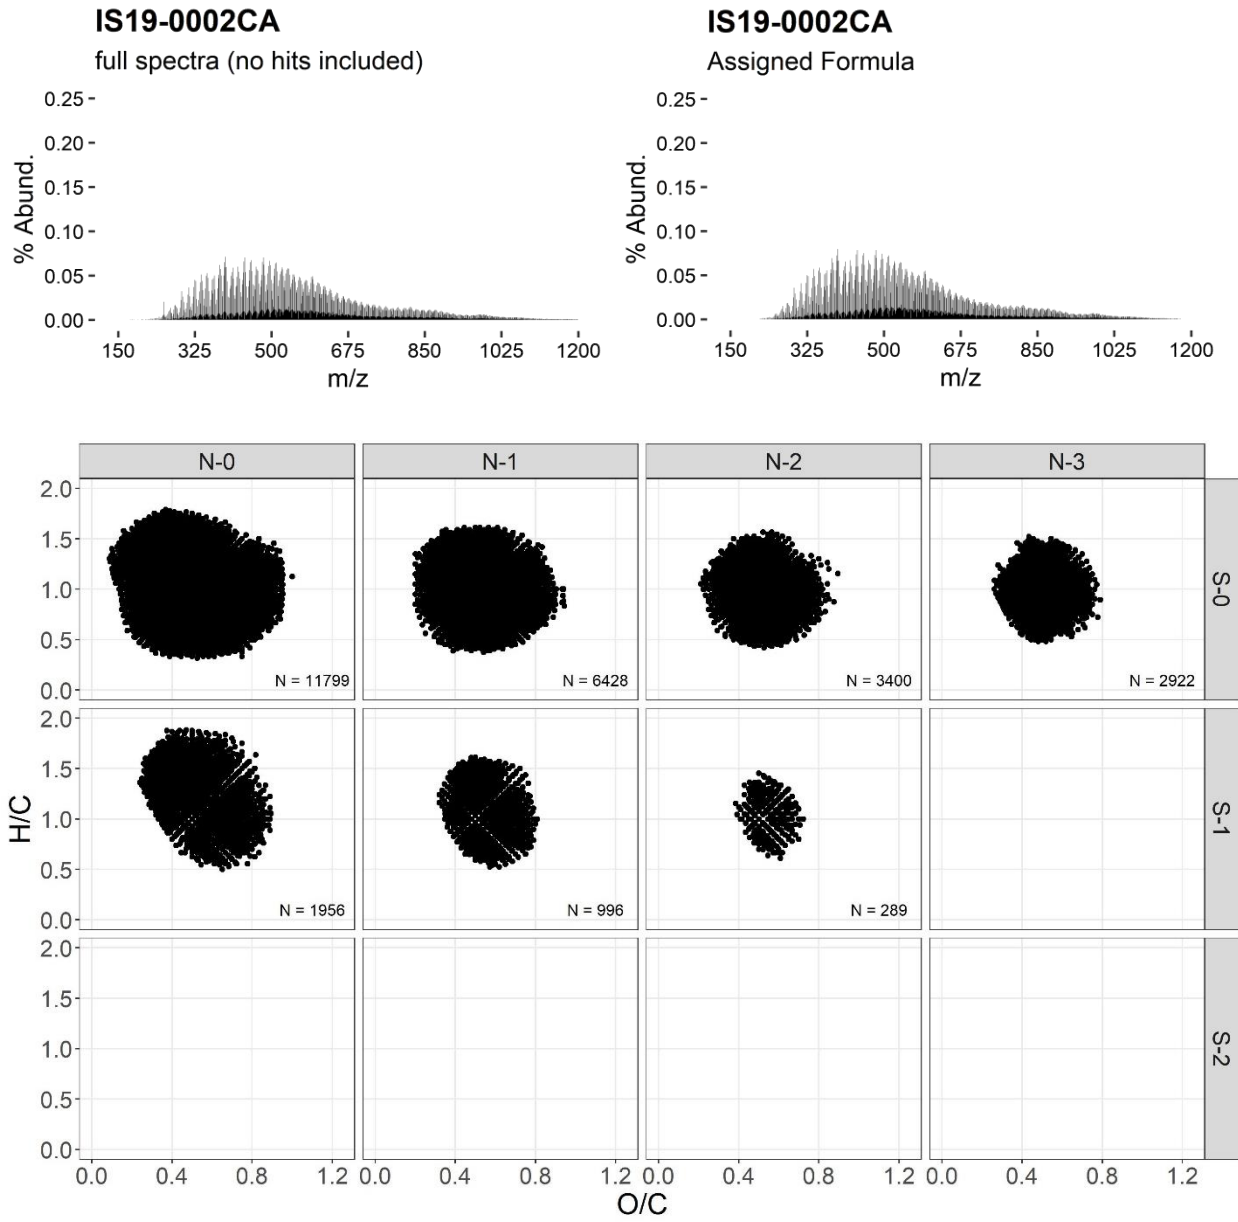 IS19-0002CA
full spectra (no hits included)
% Abund.
0.25
0.20
0.15
0.10
0.05
0.00
150 325 500 675 850 1025 1200
m/z
IS19-0002CA
Assigned Formula
% Abund.
0.25
0.20
0.15
0.10
0.05
0.00
150 325 500 675 850 1025 1200
m/z
N-0 N-1 N-2 N-3
2.0
1.5
1.0
0.5
0.0
N = 11799 N = 6428 N = 3400 N = 2922
S-0
H/C
2.0
1.5
1.0
0.5
0.0
N = 1956 N = 996 N = 289
S-1
2.0
1.5
1.0
0.5
0.0
S-2
0.0 0.4 0.8 1.2 0.0 0.4 0.8 1.2 0.0 0.4 0.8 1.2 0.0 0.4 0.8 1.2
O/C